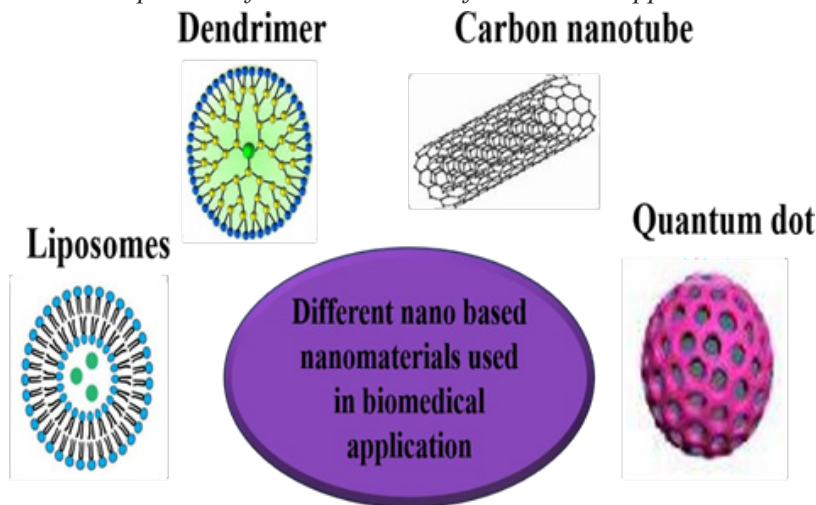 Dendrimer
Carbon nanotube
Liposomes
Quantum dot
Different nano based
nanomaterials used
in biomedical
application